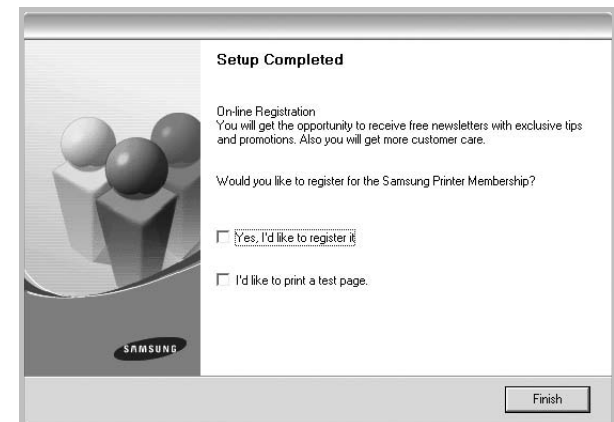 Setup Completed
On-line Registration
You will get the opportunity to receive free newsletters with exclusive tips
and promotions. Also you will get more customer care.
Would you like to register for the Samsung Printer Membership?
Yes, I'd like to register it
I'd like to print a test page.
SAMSUNG
Finish